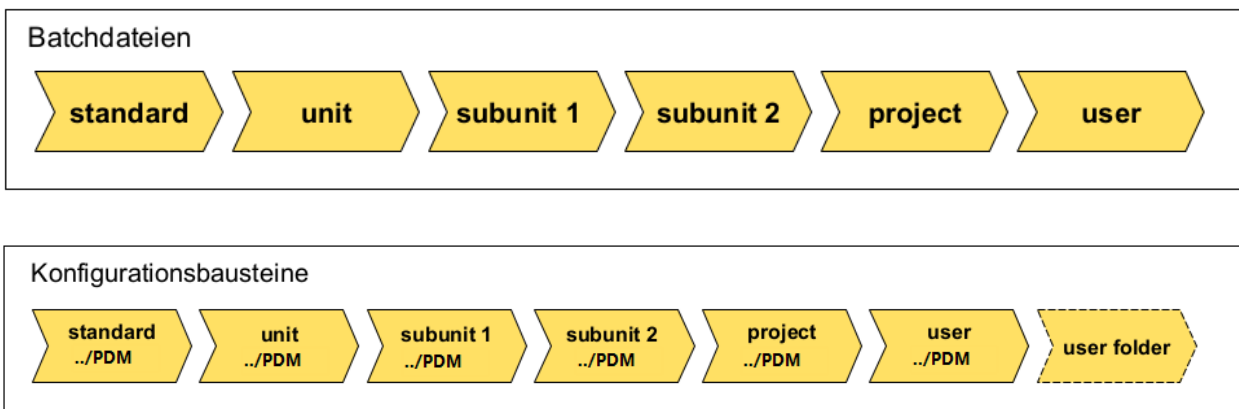 Batchdateien
standard unit subunit 1 subunit 2 project user
Konfigurationsbausteine
standard unit subunit 1 subunit 2 project user user folder
../PDM ../PDM ../PDM ../PDM ../PDM ../PDM